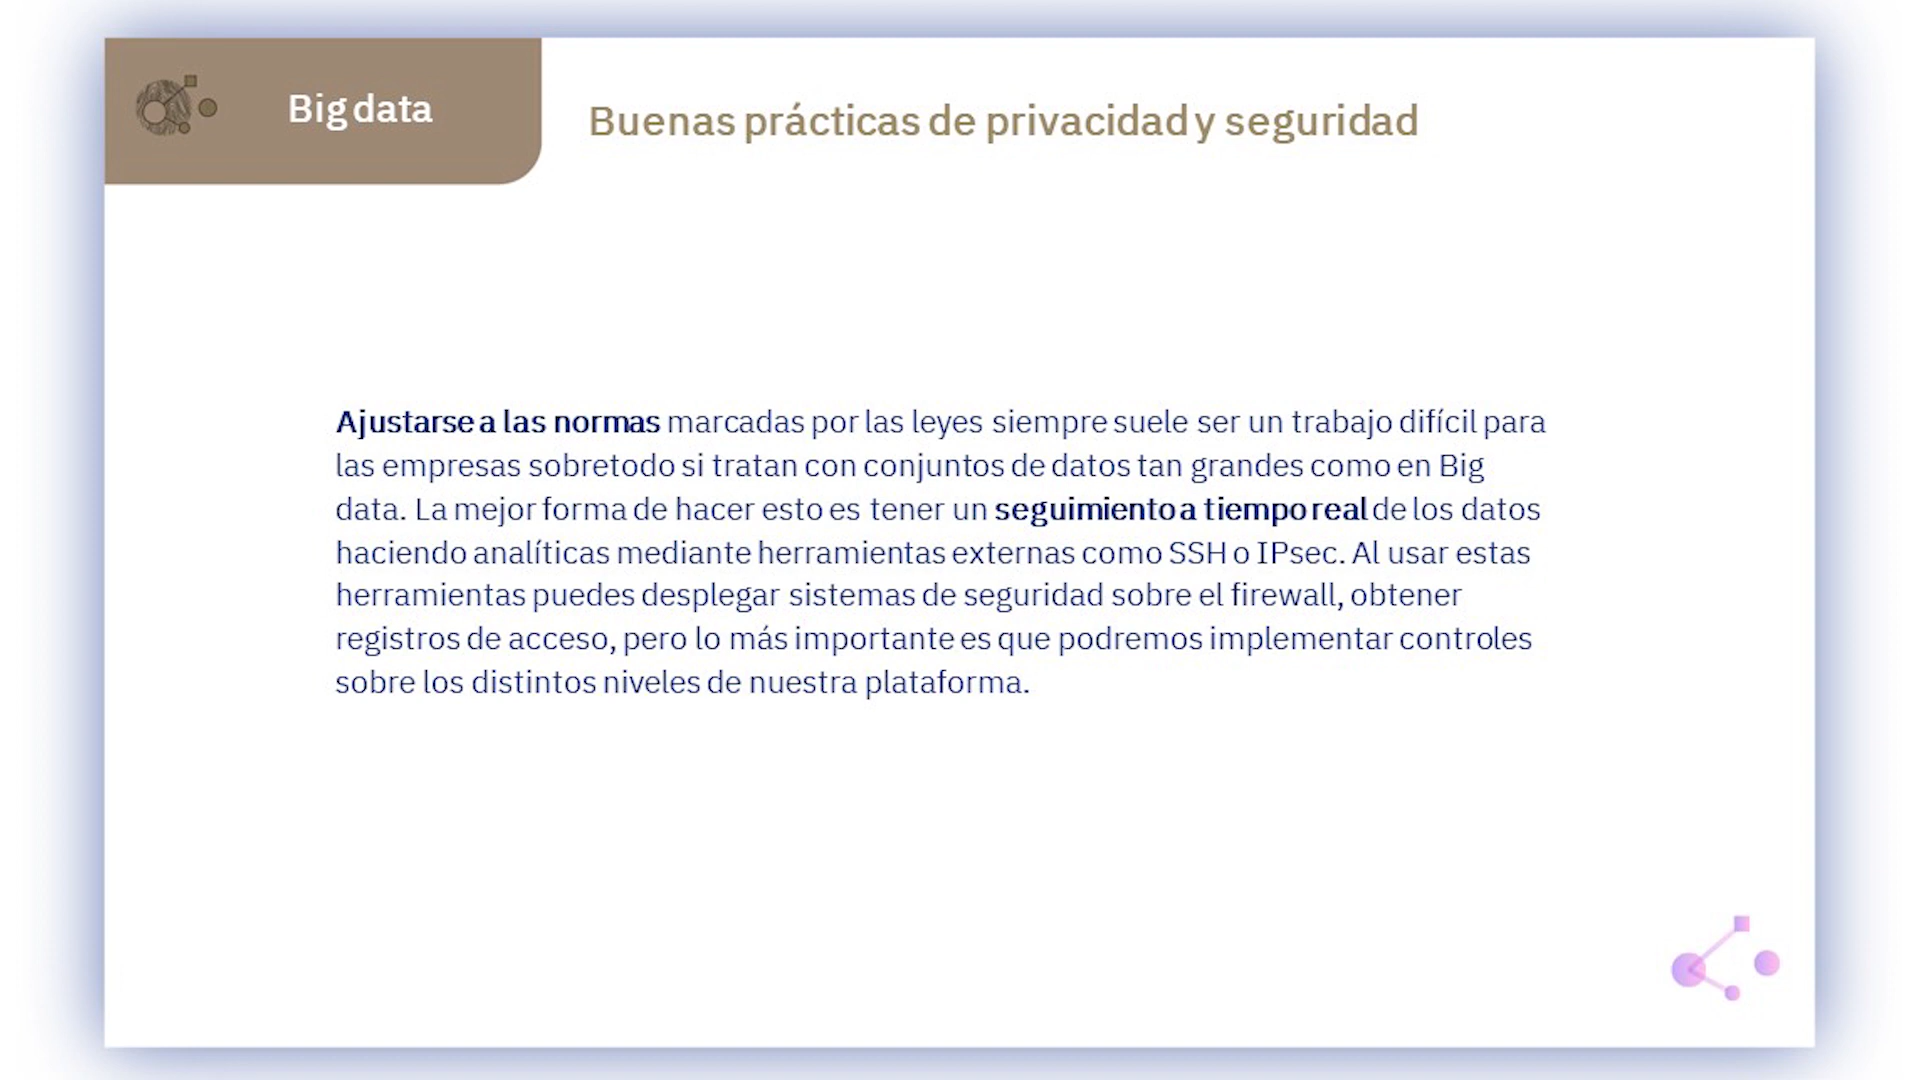 Big data
Buenas prácticas de privacidad y seguridad
Ajustarse a las normas marcadas por las leyes siempre suele ser un trabajo difícil para
las empresas sobretodo si tratan con conjuntos de datos tan grandes como en Big
data. La mejor forma de hacer esto es tener un seguimiento a tiempo real de los datos
haciendo analíticas mediante herramientas externas como SSH o IPsec. Al usar estas
herramientas puedes desplegar sistemas de seguridad sobre el firewall, obtener
registros de acceso, pero lo más importante es que podremos implementar controles
sobre los distintos niveles de nuestra plataforma.